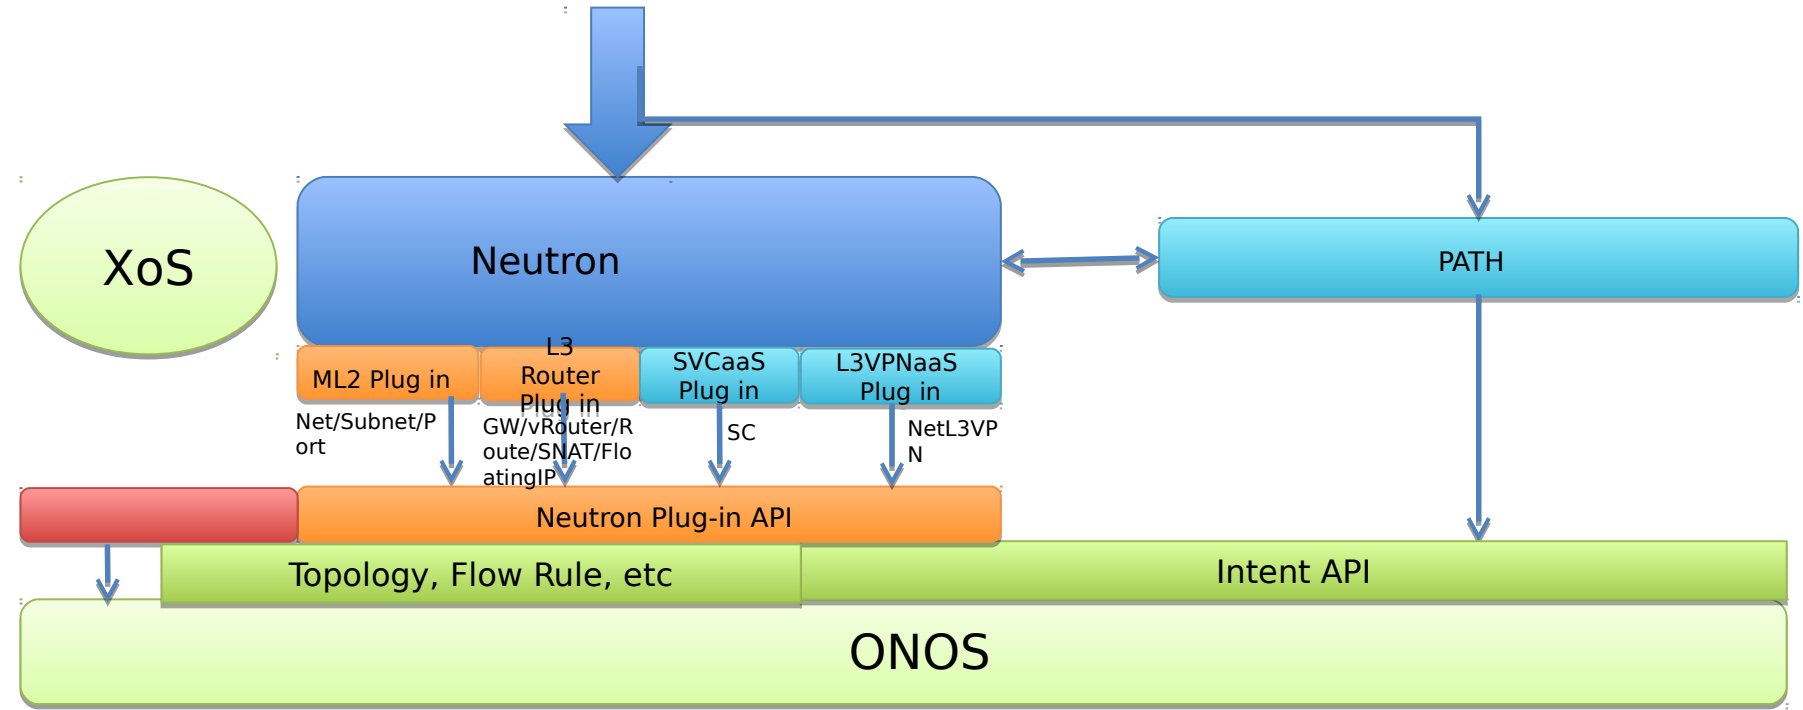 XoS
Neutron
PATH
ML2 Plug in
L3
Router
Plug in
SVCaaS
Plug in
L3VPNaaS
Plug in
Net/Subnet/P
ort
GW/vRouter/R
oute/SNAT/Flo
atingIP
SC
NetL3VP
N
Neutron Plug-in API
Topology, Flow Rule, etc
Intent API
ONOS